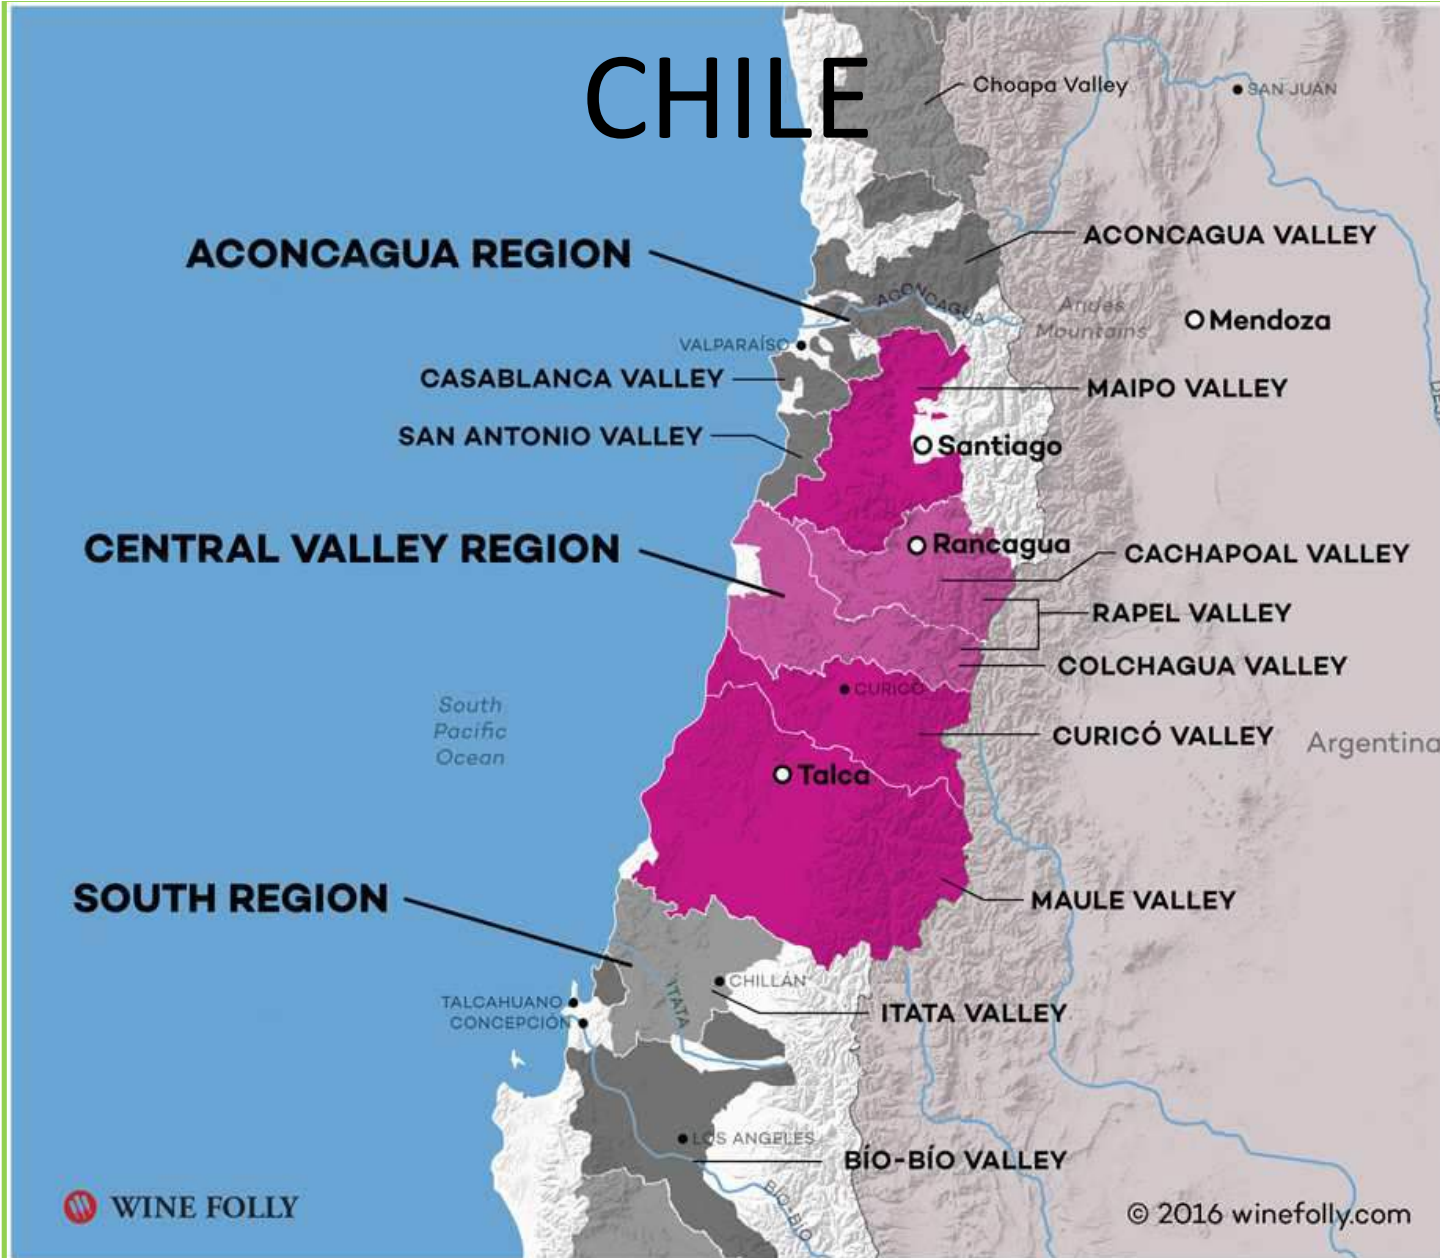 CHILE
Choapa Valley
SAN JUAN
ACONCAGUA REGION
ACONCAGUA VALLEY
ACONCAGUA
Andes
Mountains
Mendoza
VALPARAÍSO
CASABLANCA VALLEY
MAIPO VALLEY
SAN ANTONIO VALLEY
Santiago
CENTRAL VALLEY REGION
Rancagua
CACHAPOAL VALLEY
RAPEL VALLEY
COLCHAGUA VALLEY
CURICÓ
South
Pacific
Ocean
CURICÓ VALLEY
Argentina
Talca
SOUTH REGION
MAULE VALLEY
CHILLÁN
ITATA
TALCAHUANO
CONCEPCIÓN
ITATA VALLEY
LOS ANGELES
BÍO-BÍO VALLEY
BIO-BIO
WINE FOLLY
© 2016 winefolly.com